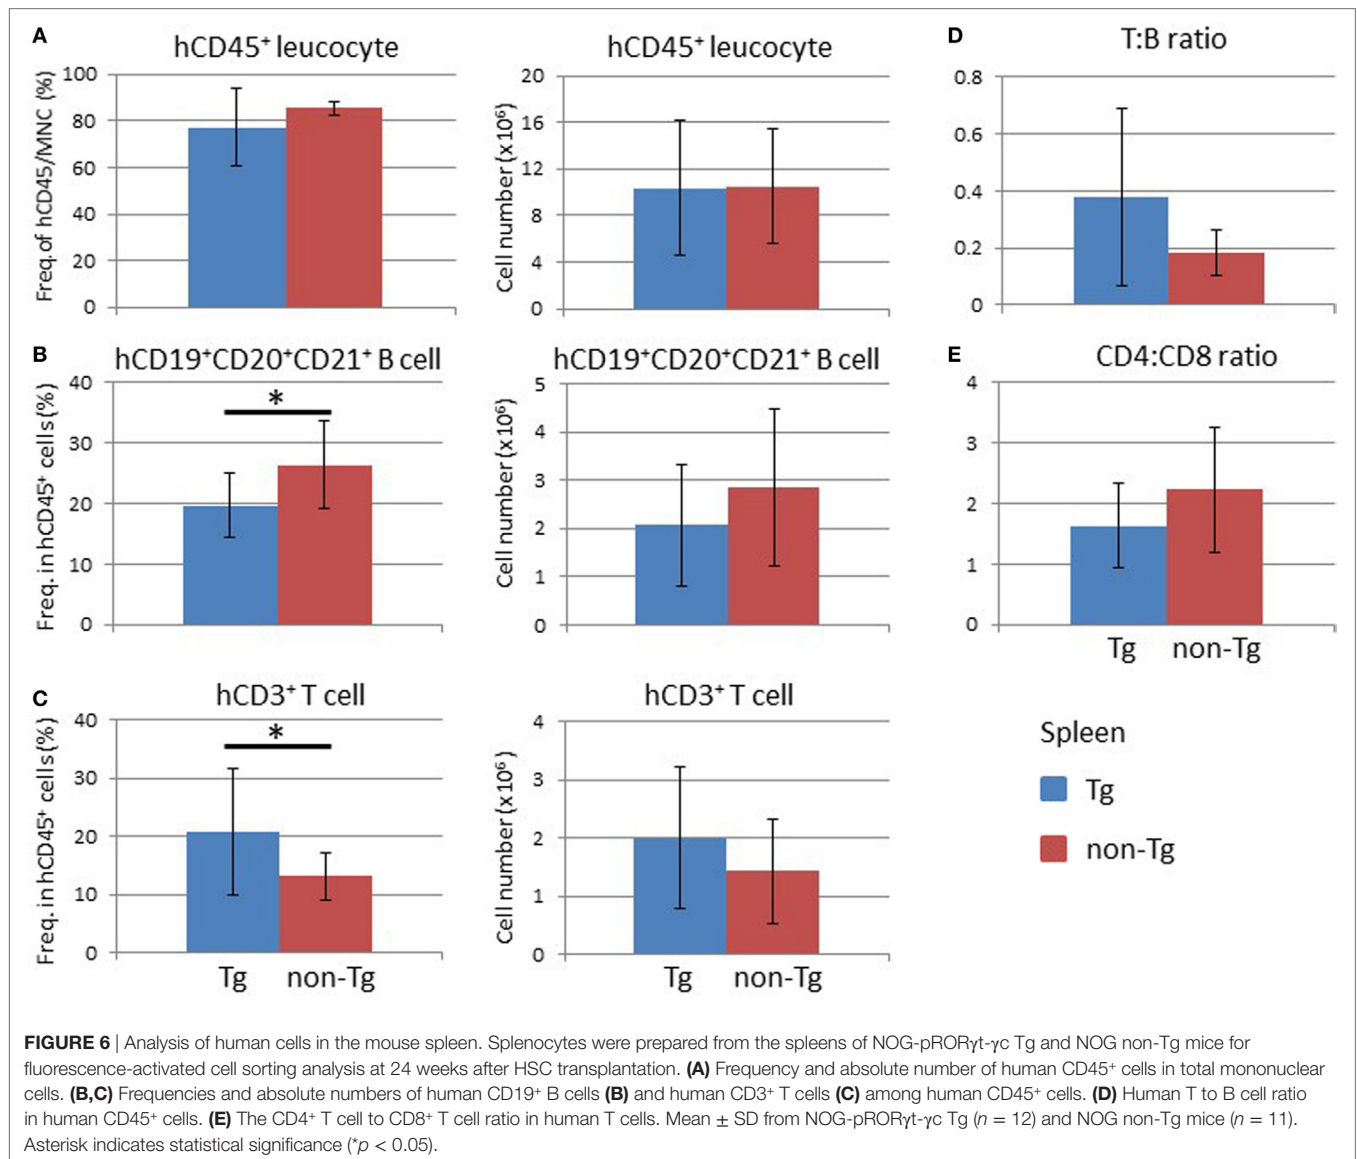 A
hCD45⁺ leucocyte
Freq.of hCD45/MNC (%)
100
80
60
40
20
0
hCD45⁺ leucocyte
Cell number (x10⁶)
20
16
12
8
4
0
D
T:B ratio
0.8
0.6
0.4
0.2
0
B
hCD19⁺CD20⁺CD21⁺ B cell
Freq. in hCD45⁺ cells (%)
40
30
20
10
0
*
hCD19⁺CD20⁺CD21⁺ B cell
Cell number (x10⁶)
5
4
3
2
1
0
E
CD4:CD8 ratio
4
3
2
1
0
Tg non-Tg
C
hCD3⁺ T cell
Freq. in hCD45⁺ cells (%)
40
30
20
10
0
*
Tg non-Tg
hCD3⁺ T cell
Cell number (x10⁶)
4
3
2
1
0
Tg non-Tg
Spleen
Tg
non-Tg
FIGURE 6 | Analysis of human cells in the mouse spleen. Splenocytes were prepared from the spleens of NOG-pRORγt-γc Tg and NOG non-Tg mice for
fluorescence-activated cell sorting analysis at 24 weeks after HSC transplantation. (A) Frequency and absolute number of human CD45⁺ cells in total mononuclear
cells. (B,C) Frequencies and absolute numbers of human CD19⁺ B cells (B) and human CD3⁺ T cells (C) among human CD45⁺ cells. (D) Human T to B cell ratio
in human CD45⁺ cells. (E) The CD4⁺ T cell to CD8⁺ T cell ratio in human T cells. Mean ± SD from NOG-pRORγt-γc Tg (n = 12) and NOG non-Tg mice (n = 11).
Asterisk indicates statistical significance (*p < 0.05).